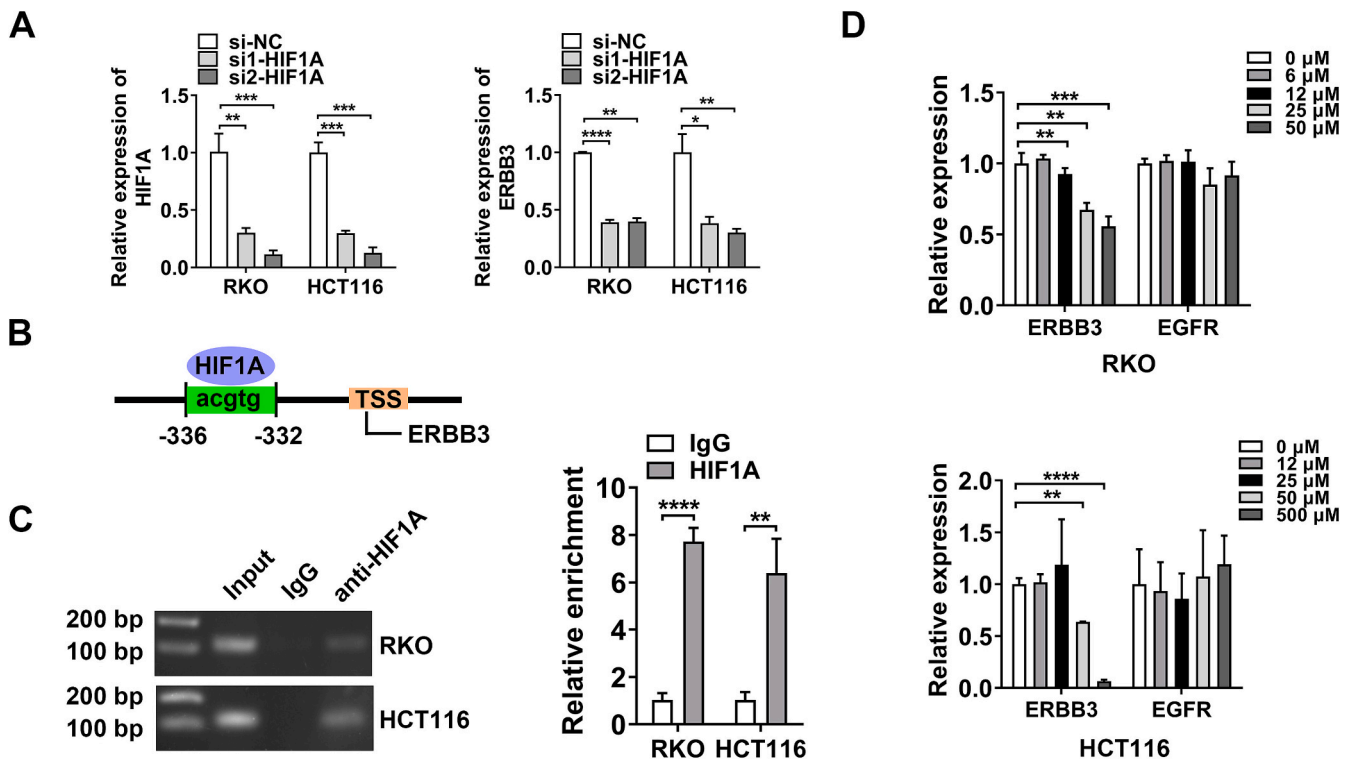 A
si-NC
si1-HIF1A
si2-HIF1A
Relative expression of
HIF1A
1.5
1.0
0.5
0.0
***
**
***
***
RKO
HCT116
si-NC
si1-HIF1A
si2-HIF1A
Relative expression of
ERBB3
1.5
1.0
0.5
0.0
**
****
**
*
RKO
HCT116
B
HIF1A
acgtg
TSS
-336
-332
ERBB3
C
Input
IgG
anti-HIF1A
200 bp
100 bp
RKO
200 bp
100 bp
HCT116
IgG
HIF1A
Relative enrichment
8
6
4
2
0
****
**
RKO
HCT116
D
0 µM
6 µM
12 µM
25 µM
50 µM
Relative expression
1.5
1.0
0.5
0.0
***
**
**
ERBB3
EGFR
RKO
0 µM
12 µM
25 µM
50 µM
500 µM
Relative expression
2.0
1.5
1.0
0.5
0.0
****
**
ERBB3
EGFR
HCT116